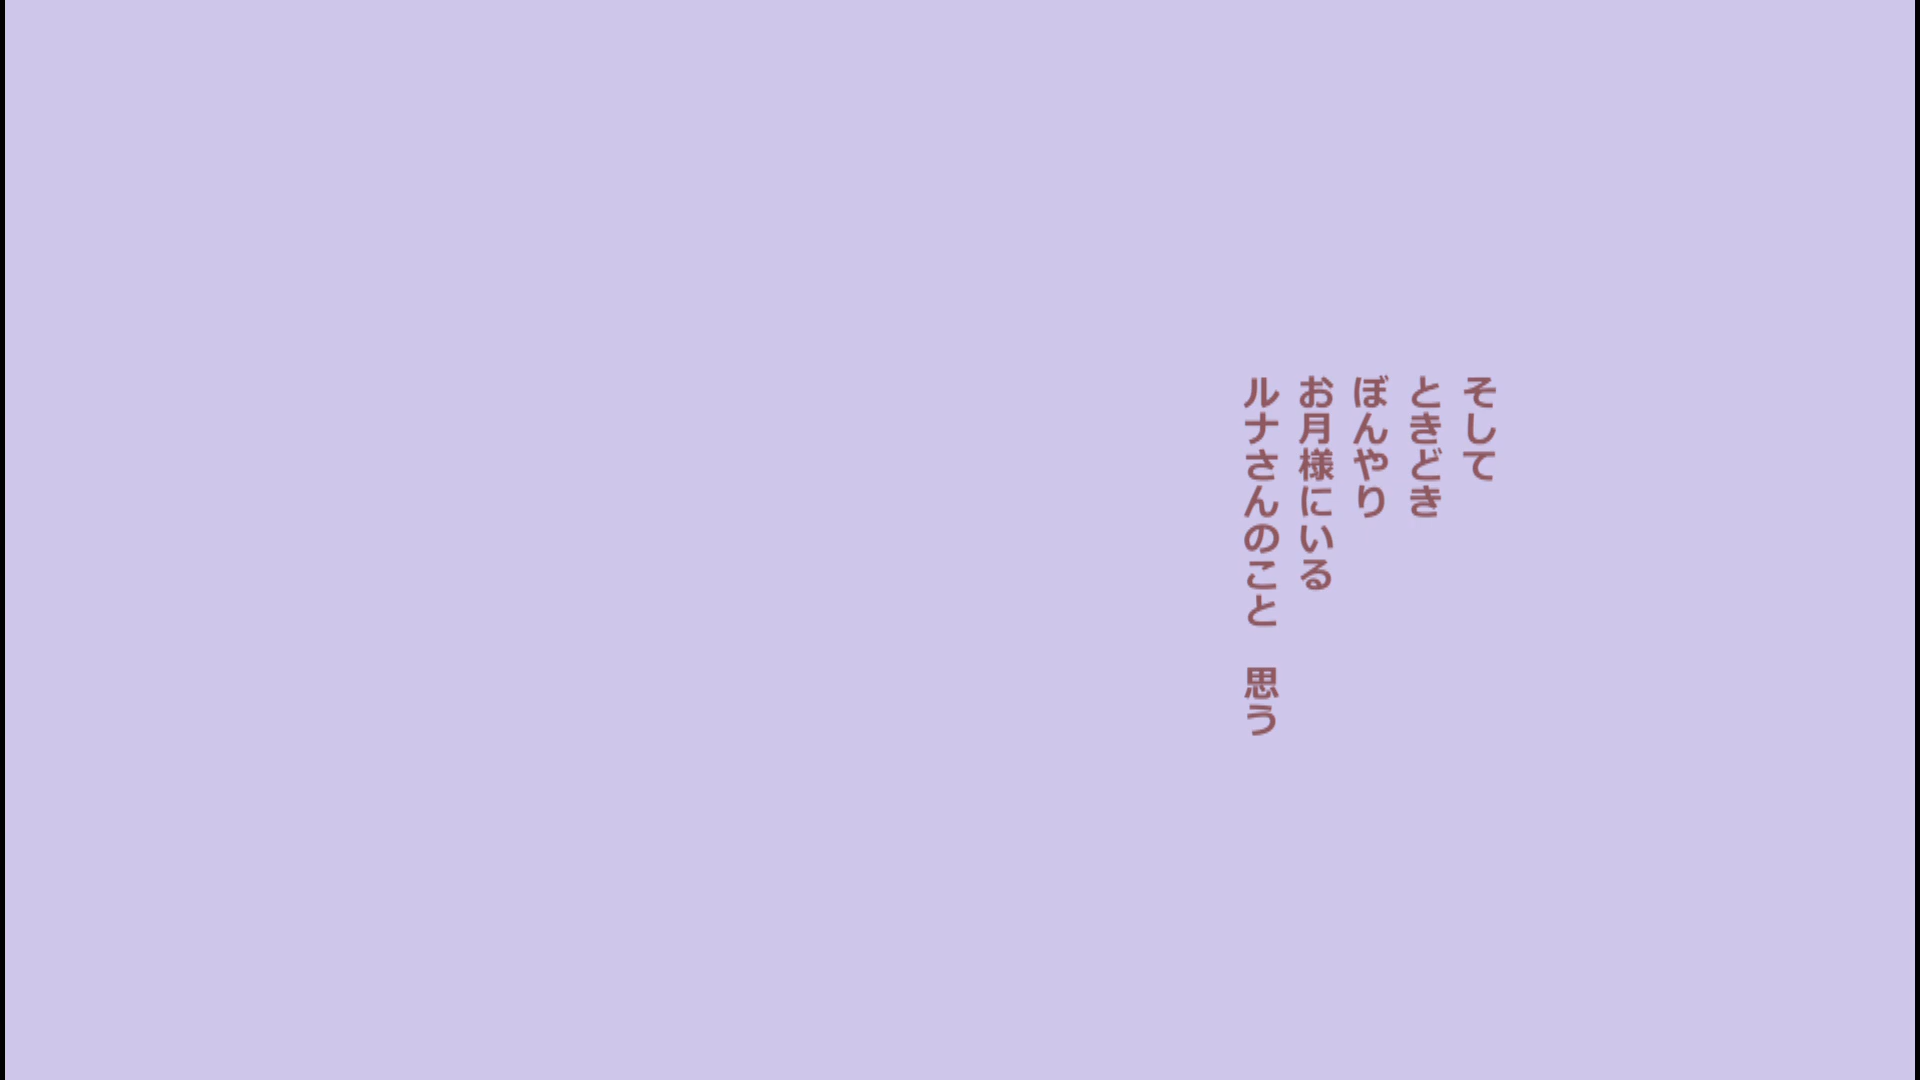 そして
ときどき
ぼんやり
お月様にいる
ルナさんのこと　思う